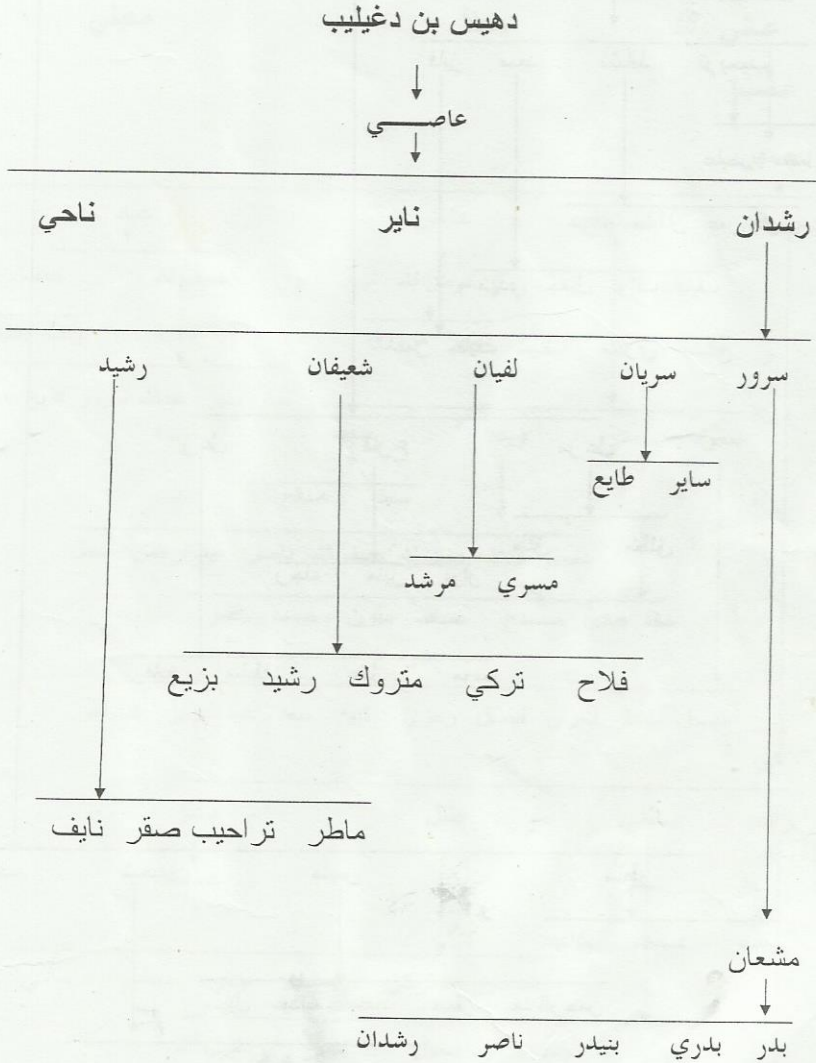 دهيس بن دغيليب
عاصـــــي
رشدان ناير ناحي
سرور سريان لفيان شعيفان رشيد
ساير طايع
مسري مرشد
فلاح تركي متروك رشيد بزيع
ماطر تراحيب صقر نايف
مشعان
بدر بدري بنيدر ناصر رشدان